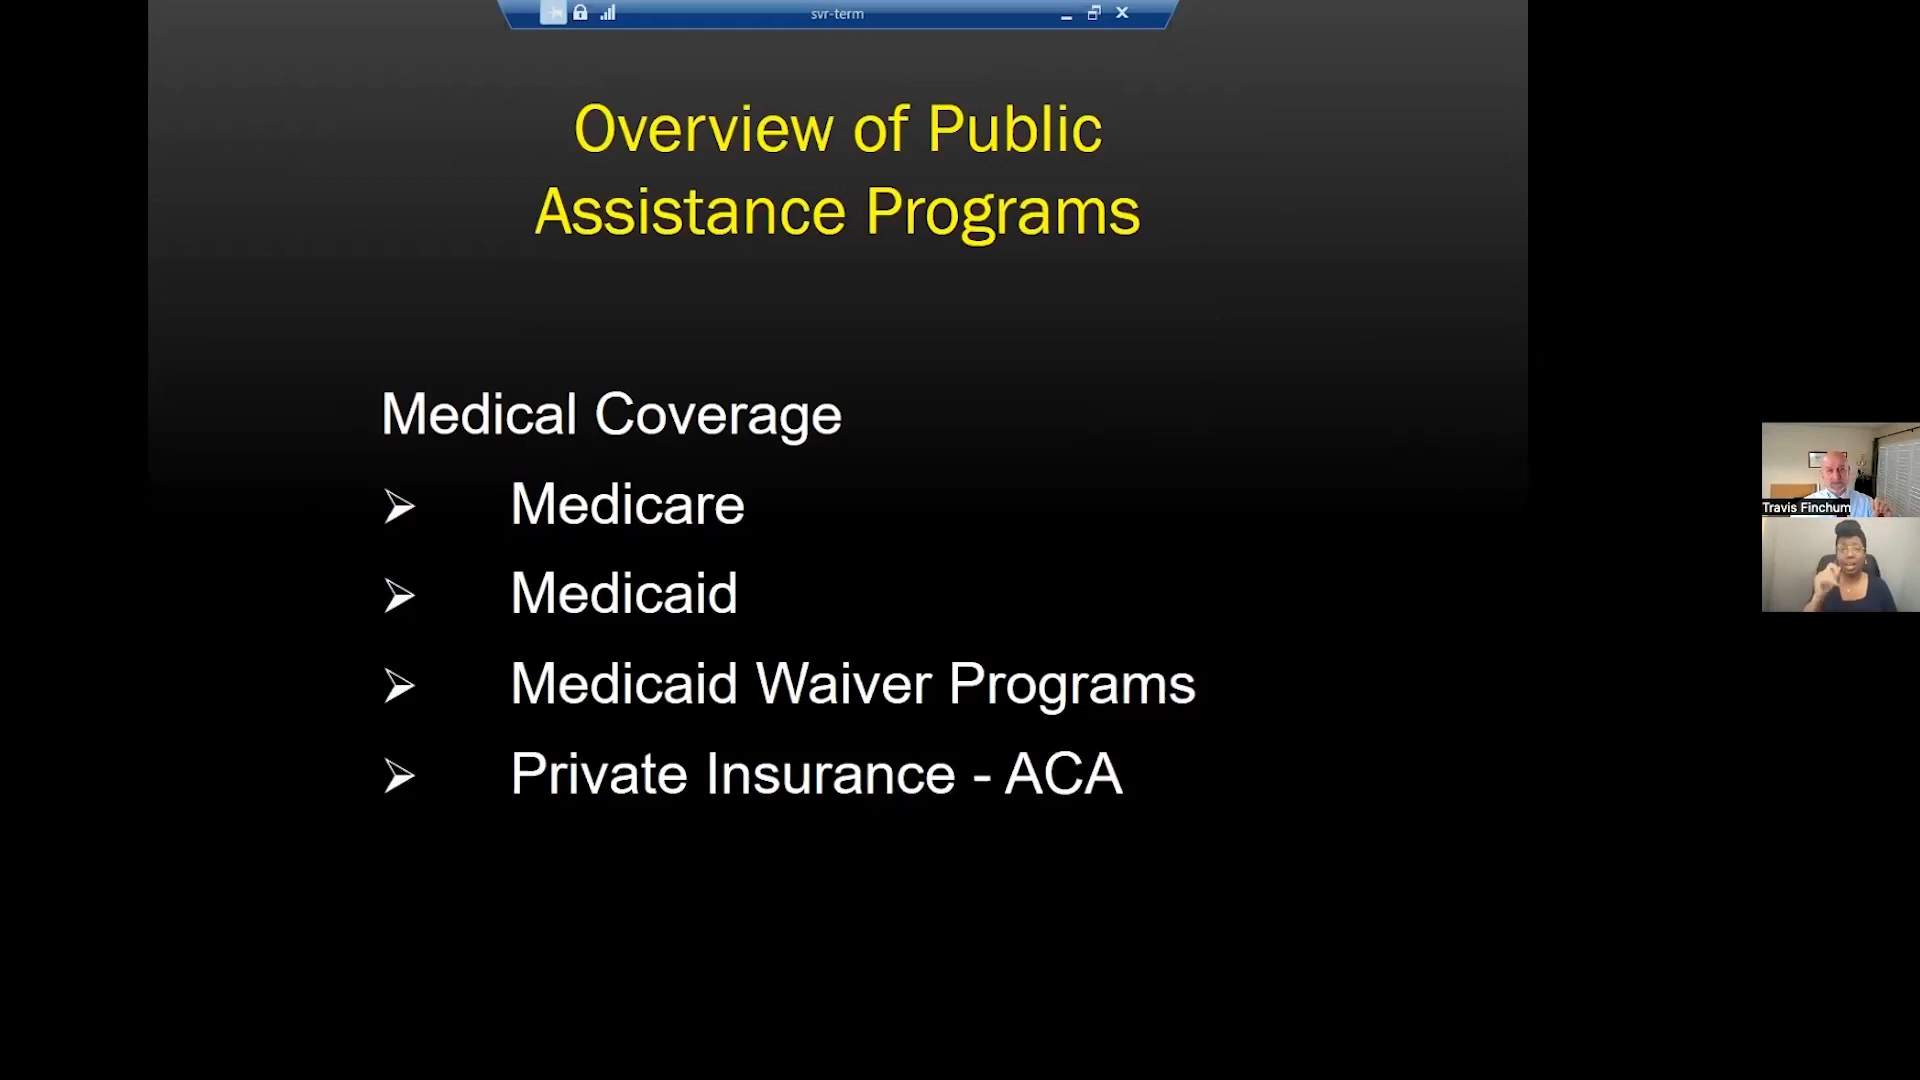 svr-term
Overview of Public
Assistance Programs
Medical Coverage
Medicare
Medicaid
Medicaid Waiver Programs
Private Insurance - ACA
Travis Finchum